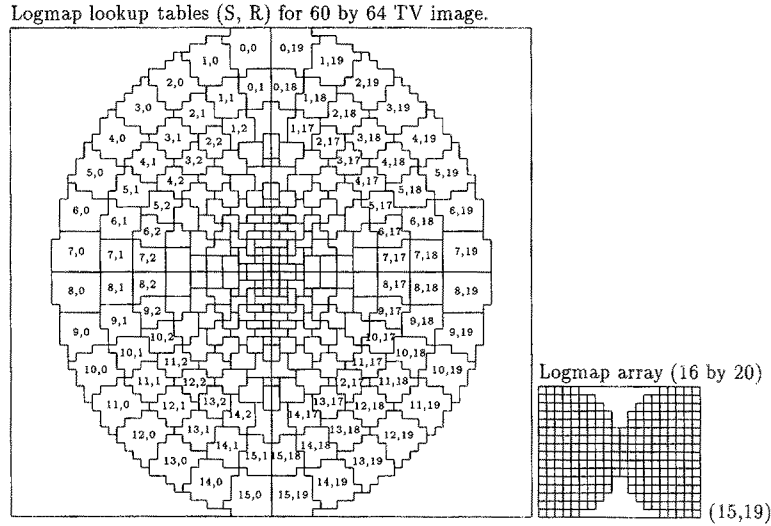 Logmap lookup tables (S, R) for 60 by 64 TV image.
0,0 0,19
1,0 1,19
2,0 0,1 0,18 2,19
3,0 1,1 1,18 3,19
2,1 2,18
4,0 3,1 1,2 1,17 3,18 4,19
2,2 2,17
5,0 4,1 3,2 3,17 4,18 5,19
5,1 4,2 4,17 5,18
6,0 5,2 5,17 6,19
6,1 6,2 6,17 6,18
7,0 7,1 7,2 7,17 7,18 7,19
8,0 8,1 8,2 8,17 8,18 8,19
9,0 9,1 9,2 9,17 9,18 9,19
10,2 10,17
10,0 10,1 11,2 11,17 10,18 10,19
11,1 12,2 2,17 11,18
11,0 12,1 13,2 13,17 12,18 11,19
14,2 14,17
12,0 13,1 13,18 12,19
14,1 15,1 15,18 14,18
13,0 13,19
14,0 14,19
15,0 15,19
Logmap array (16 by 20)
(15,19)